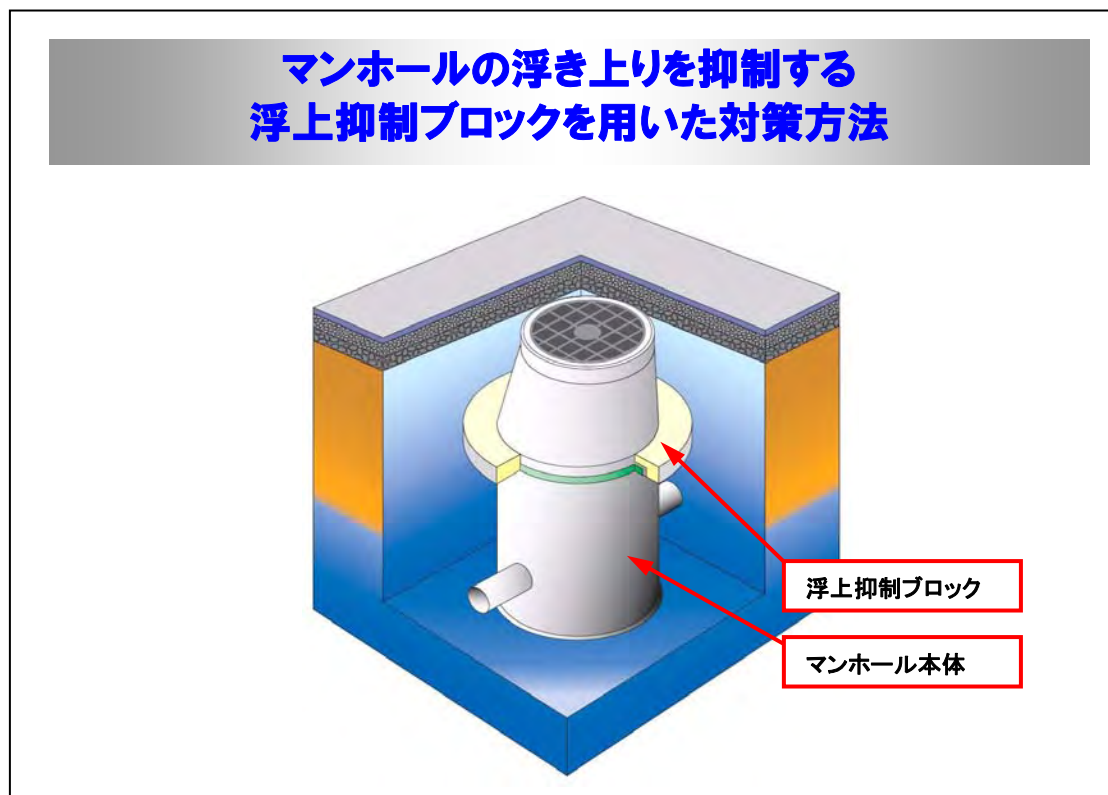 マンホールの浮き上りを抑制する
浮上抑制ブロックを用いた対策方法
浮上抑制ブロック
マンホール本体